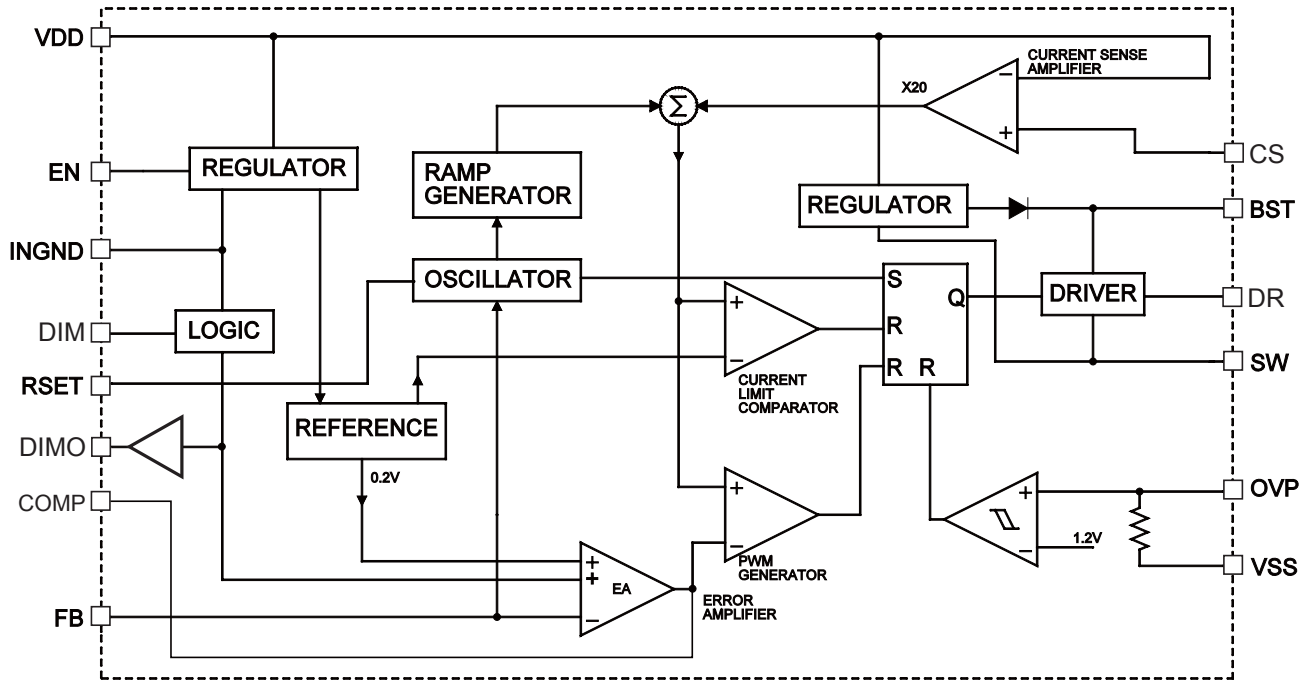 VDD
CURRENT SENSE
AMPLIFIER
−
X20
Σ
+
CS
EN
REGULATOR
RAMP
GENERATOR
REGULATOR
BST
INGND
OSCILLATOR
S
Q
DRIVER
DR
DIM
LOGIC
+
−
R
R R
SW
RSET
CURRENT
LIMIT
COMPARATOR
REFERENCE
DIMO
0.2V
COMP
+
−
PWM
GENERATOR
+
−
1.2V
OVP
VSS
+
+
−
EA
ERROR
AMPLIFIER
FB